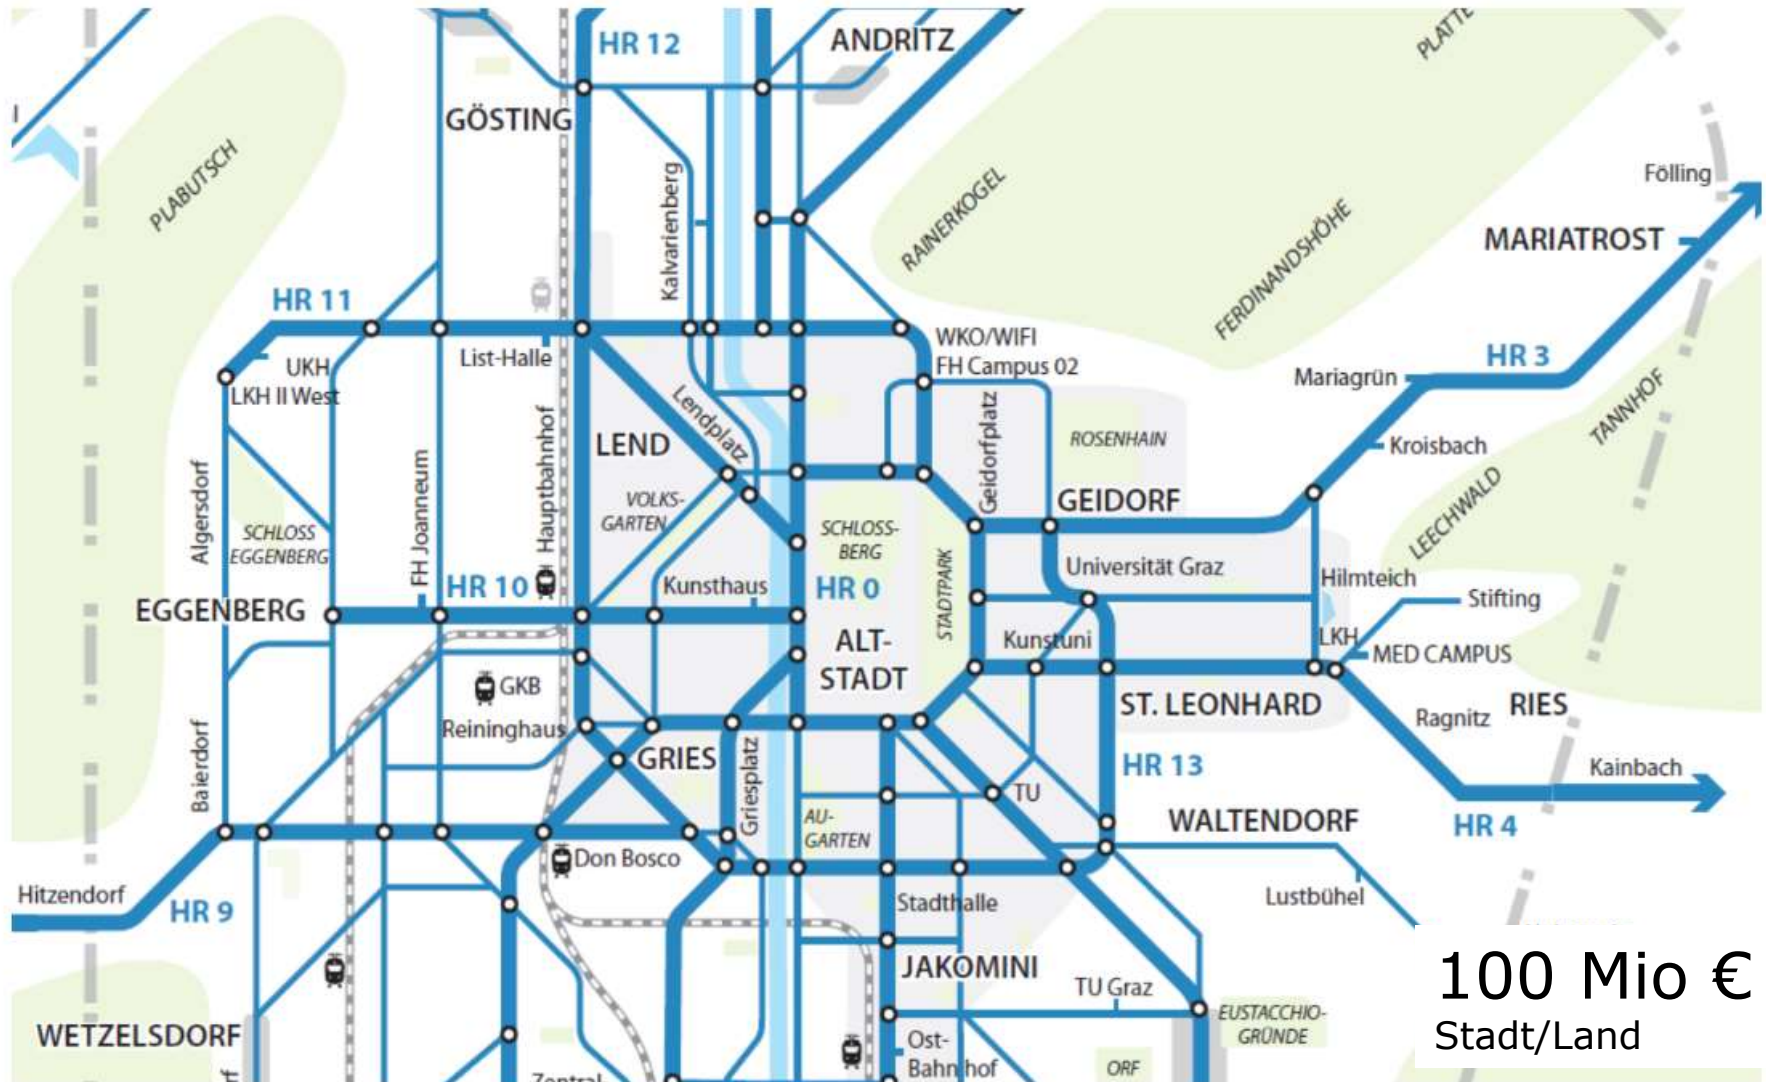 HR 12
ANDRITZ
GÖSTING
PLABUTSCH
Kalvarienberg
RAINERKOGEL
FERDINANDSHÖHE
Fölling
MARIATROST
HR 11
UKH
LKH II West
List-Halle
WKO/WIFI
FH Campus 02
HR 3
Mariagrün
TANNHOF
Kroisbach
LEECHWALD
Lendplatz
LEND
Geidorfplatz
ROSENHAIN
GEIDORF
Algersdorf
FH Joanneum
Hauptbahnhof
VOLKS-
GARTEN
SCHLOSS
EGGENBERG
SCHLOSS-
BERG
STADTPARK
Universität Graz
Hilmteich
Stifting
EGGENBERG
HR 10
Kunsthaus
HR 0
ALT-
STADT
Kunstuni
LKH
MED CAMPUS
GKB
Reininghaus
ST. LEONHARD
Ragnitz
RIES
Baierdorf
GRIES
Griesplatz
HR 13
Kainbach
TU
AU-
GARTEN
WALTENDORF
HR 4
Don Bosco
Hitzendorf
HR 9
Stadthalle
Lustbühel
JAKOMINI
TU Graz
EUSTACCHIO-
GRÜNDE
WETZELSDORF
Ost-
Bahnhof
ORF
100 Mio €
Stadt/Land